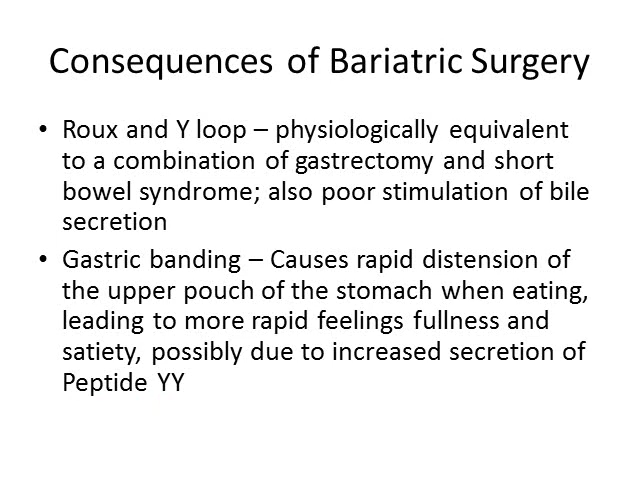 Consequences of Bariatric Surgery
• Roux and Y loop – physiologically equivalent
to a combination of gastrectomy and short
bowel syndrome; also poor stimulation of bile
secretion
• Gastric banding – Causes rapid distension of
the upper pouch of the stomach when eating,
leading to more rapid feelings fullness and
satiety, possibly due to increased secretion of
Peptide YY